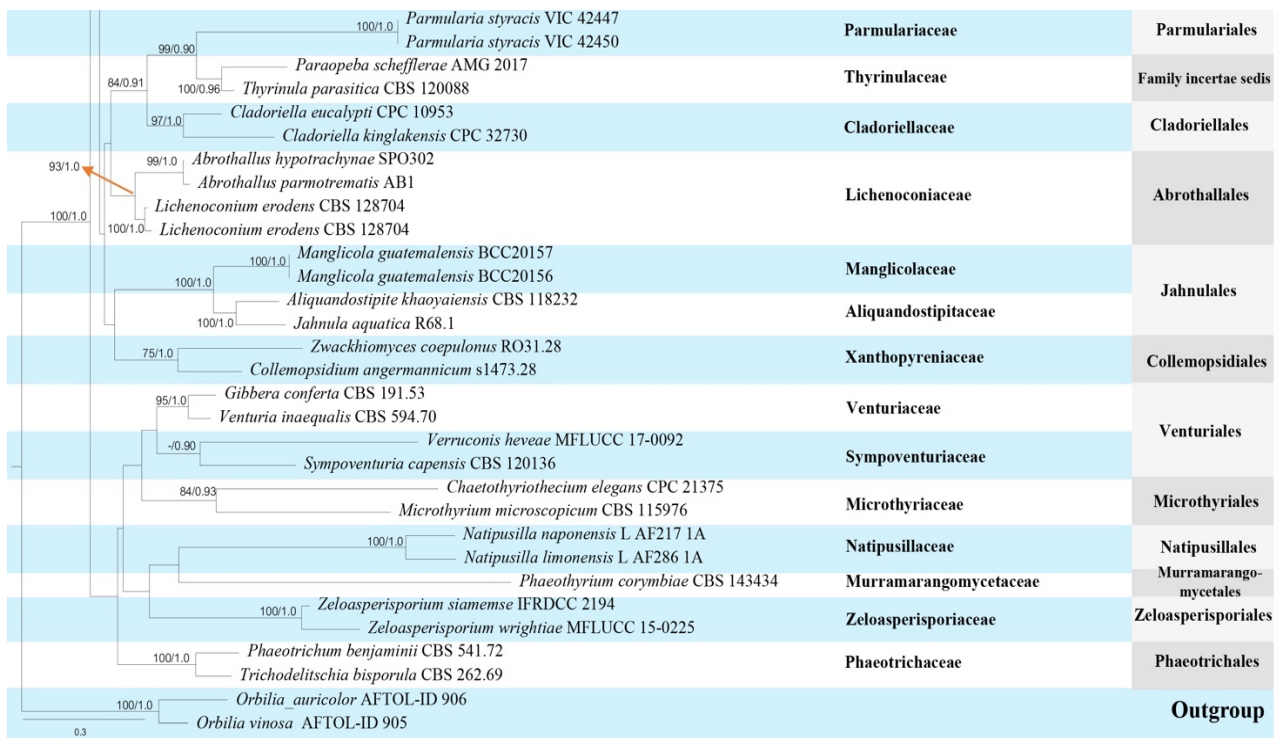 Parmularia styracis VIC 42447
100/1.0
Parmulariaceae
Parmulariales
Parmularia styracis VIC 42450
99/0.90
Paraopeba schefflerae AMG 2017
Thyrinulaceae
Family incertae sedis
84/0.91
100/0.96
Thyrinula parasitica CBS 120088
Cladoriella eucalypti CPC 10953
97/1.0
Cladoriellaceae
Cladoriellales
Cladoriella kinglakensis CPC 32730
99/1.0
Abrothallus hypotrachynae SPO302
93/1.0
Abrothallus parmotrematis AB1
Lichenoconiaceae
Abrothallales
Lichenoconium erodens CBS 128704
100/1.0
100/1.0
Lichenoconium erodens CBS 128704
Manglicola guatemalensis BCC20157
100/1.0
Manglicolaceae
Manglicola guatemalensis BCC20156
100/1.0
Jahnulales
Aliquandostipite khaoyaiensis CBS 118232
Aliquandostipitaceae
100/1.0
Jahnula aquatica R68.1
Zwackhiomyces coepulonus RO31.28
75/1.0
Xanthopyreniaceae
Collemopsidiales
Collemopsidium angermannicum s1473.28
Gibbera conferta CBS 191.53
95/1.0
Venturiaceae
Venturia inaequalis CBS 594.70
Venturiales
Verruconis heveae MFLUCC 17-0092
-/0.90
Sympoventuriaceae
Sympoventuria capensis CBS 120136
Chaetothyriothecium elegans CPC 21375
84/0.93
Microthyriaceae
Microthyriales
Microthyrium microscopicum CBS 115976
Natipusilla naponensis L AF217 1A
100/1.0
Natipusillaceae
Natipusillales
Natipusilla limonensis L AF286 1A
Phaeothyrium corymbiae CBS 143434
Murramarangomycetaceae
Murramarango-
mycetales
Zeloasperisporium siamemse IFRDCC 2194
100/1.0
Zeloasperisporiaceae
Zeloasperisporiales
Zeloasperisporium wrightiae MFLUCC 15-0225
Phaeotrichum benjaminii CBS 541.72
100/1.0
Phaeotrichaceae
Phaeotrichales
Trichodelitschia bisporula CBS 262.69
Orbilia_auricolor AFTOL-ID 906
100/1.0
Outgroup
Orbilia vinosa AFTOL-ID 905
0.3